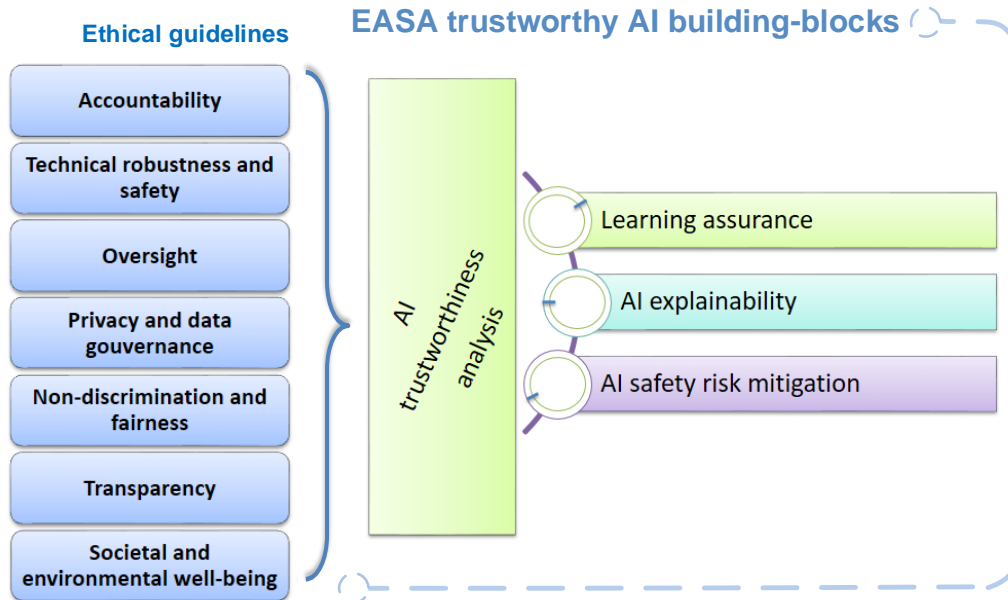 Ethical guidelines
EASA trustworthy AI building-blocks
Accountability
Technical robustness and
safety
Oversight
Privacy and data
gouvernance
Non-discrimination and
fairness
Transparency
Societal and
environmental well-being
AI
trustworthiness
analysis
Learning assurance
AI explainability
AI safety risk mitigation